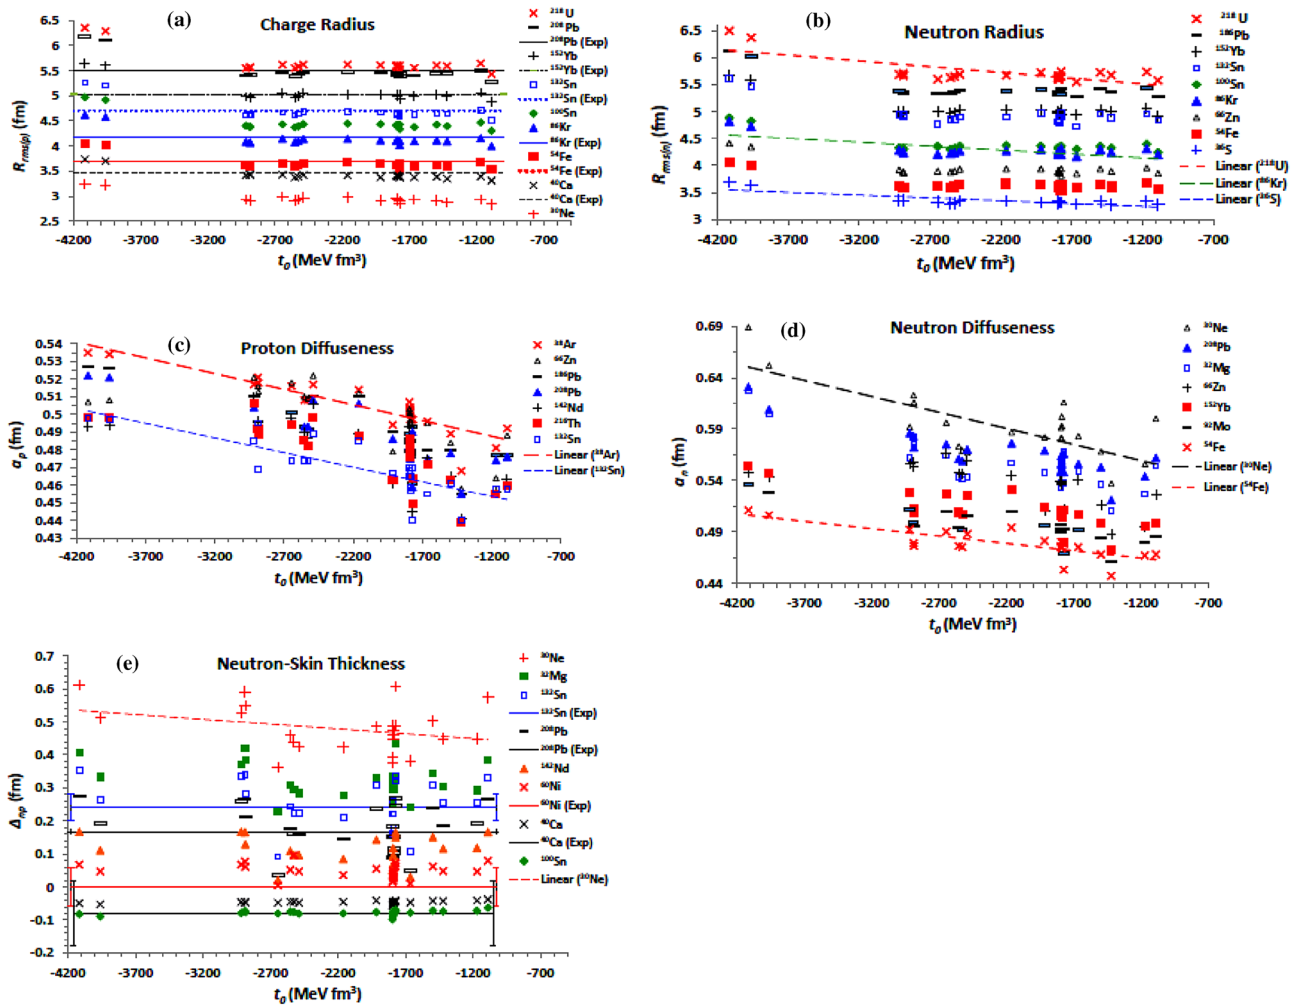 (a)
Charge Radius
6.5
6
5.5
5
4.5
4
3.5
3
2.5
R_rms(p) (fm)
-4200 -3700 -3200 -2700 -2200 -1700 -1200 -700
t₀ (MeV fm³)
²¹⁸U
²⁰⁸Pb
²⁰⁸Pb (Exp)
¹⁵²Yb
¹⁵²Yb (Exp)
¹³²Sn
¹³²Sn (Exp)
¹⁰⁰Sn
⁸⁶Kr
⁸⁶Kr (Exp)
⁵⁴Fe
⁵⁴Fe (Exp)
⁴⁰Ca
⁴⁰Ca (Exp)
³⁰Ne
(b)
Neutron Radius
6.5
6
5.5
5
4.5
4
3.5
3
R_rms(n) (fm)
-4200 -3700 -3200 -2700 -2200 -1700 -1200 -700
t₀ (MeV fm³)
²¹⁸U
¹⁸⁶Pb
¹⁵²Yb
¹³²Sn
¹⁰⁰Sn
⁸⁶Kr
⁶⁶Zn
⁵⁴Fe
³⁶S
Linear (²¹⁸U)
Linear (⁸⁶Kr)
Linear (³⁶S)
(c)
Proton Diffuseness
0.54
0.53
0.52
0.51
0.5
0.49
0.48
0.47
0.46
0.45
0.44
0.43
a_p (fm)
-4200 -3700 -3200 -2700 -2200 -1700 -1200 -700
t₀ (MeV fm³)
³⁸Ar
⁶⁶Zn
¹⁸⁶Pb
²⁰⁸Pb
¹⁴²Nd
²¹⁶Th
¹³²Sn
Linear (³⁸Ar)
Linear (¹³²Sn)
(d)
Neutron Diffuseness
0.69
0.64
0.59
0.54
0.49
0.44
a_n (fm)
-4200 -3700 -3200 -2700 -2200 -1700 -1200 -700
t₀ (MeV fm³)
³⁰Ne
²⁰⁸Pb
³²Mg
⁶⁶Zn
¹⁵²Yb
⁹²Mo
⁵⁴Fe
Linear (³⁰Ne)
Linear (⁵⁴Fe)
(e)
Neutron-Skin Thickness
0.7
0.6
0.5
0.4
0.3
0.2
0.1
0
-0.1
-0.2
Δ_np (fm)
-4200 -3700 -3200 -2700 -2200 -1700 -1200 -700
t₀ (MeV fm³)
³⁰Ne
³²Mg
¹³²Sn
¹³²Sn (Exp)
²⁰⁸Pb
²⁰⁸Pb (Exp)
¹⁴²Nd
⁶⁰Ni
⁶⁰Ni (Exp)
⁴⁰Ca
⁴⁰Ca (Exp)
¹⁰⁰Sn
Linear (³⁰Ne)